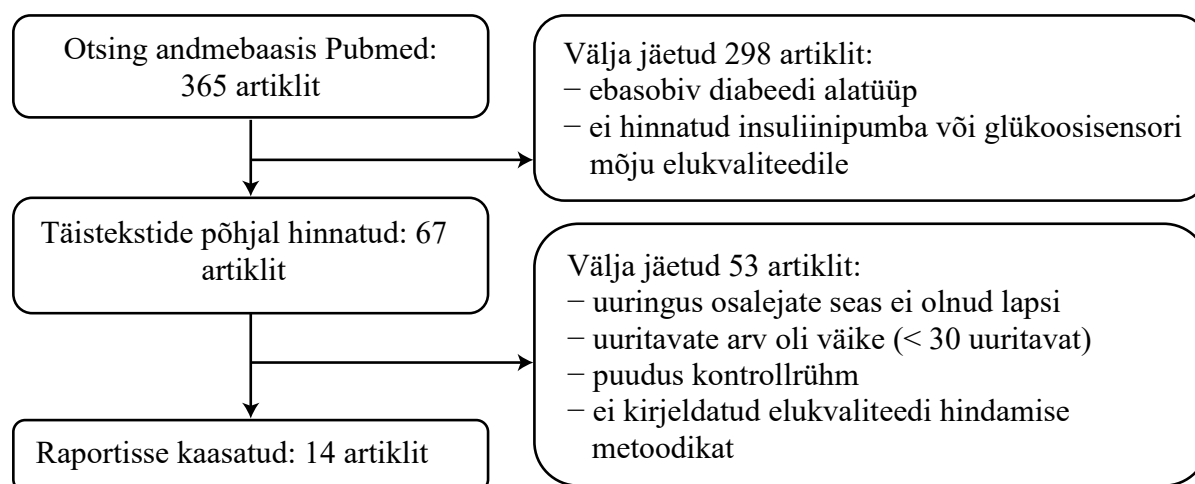 Otsing andmebaasis Pubmed:
365 artiklit
Välja jäetud 298 artiklit:
− ebasobiv diabeedi alatüüp
− ei hinnatud insuliinipumba või glükoosisensori
mõju elukvaliteedile
Täistekstide põhjal hinnatud: 67
artiklit
Välja jäetud 53 artiklit:
− uuringus osalejate seas ei olnud lapsi
− uuritavate arv oli väike (< 30 uuritavat)
− puudus kontrollrühm
− ei kirjeldatud elukvaliteedi hindamise
metoodikat
Raportisse kaasatud: 14 artiklit